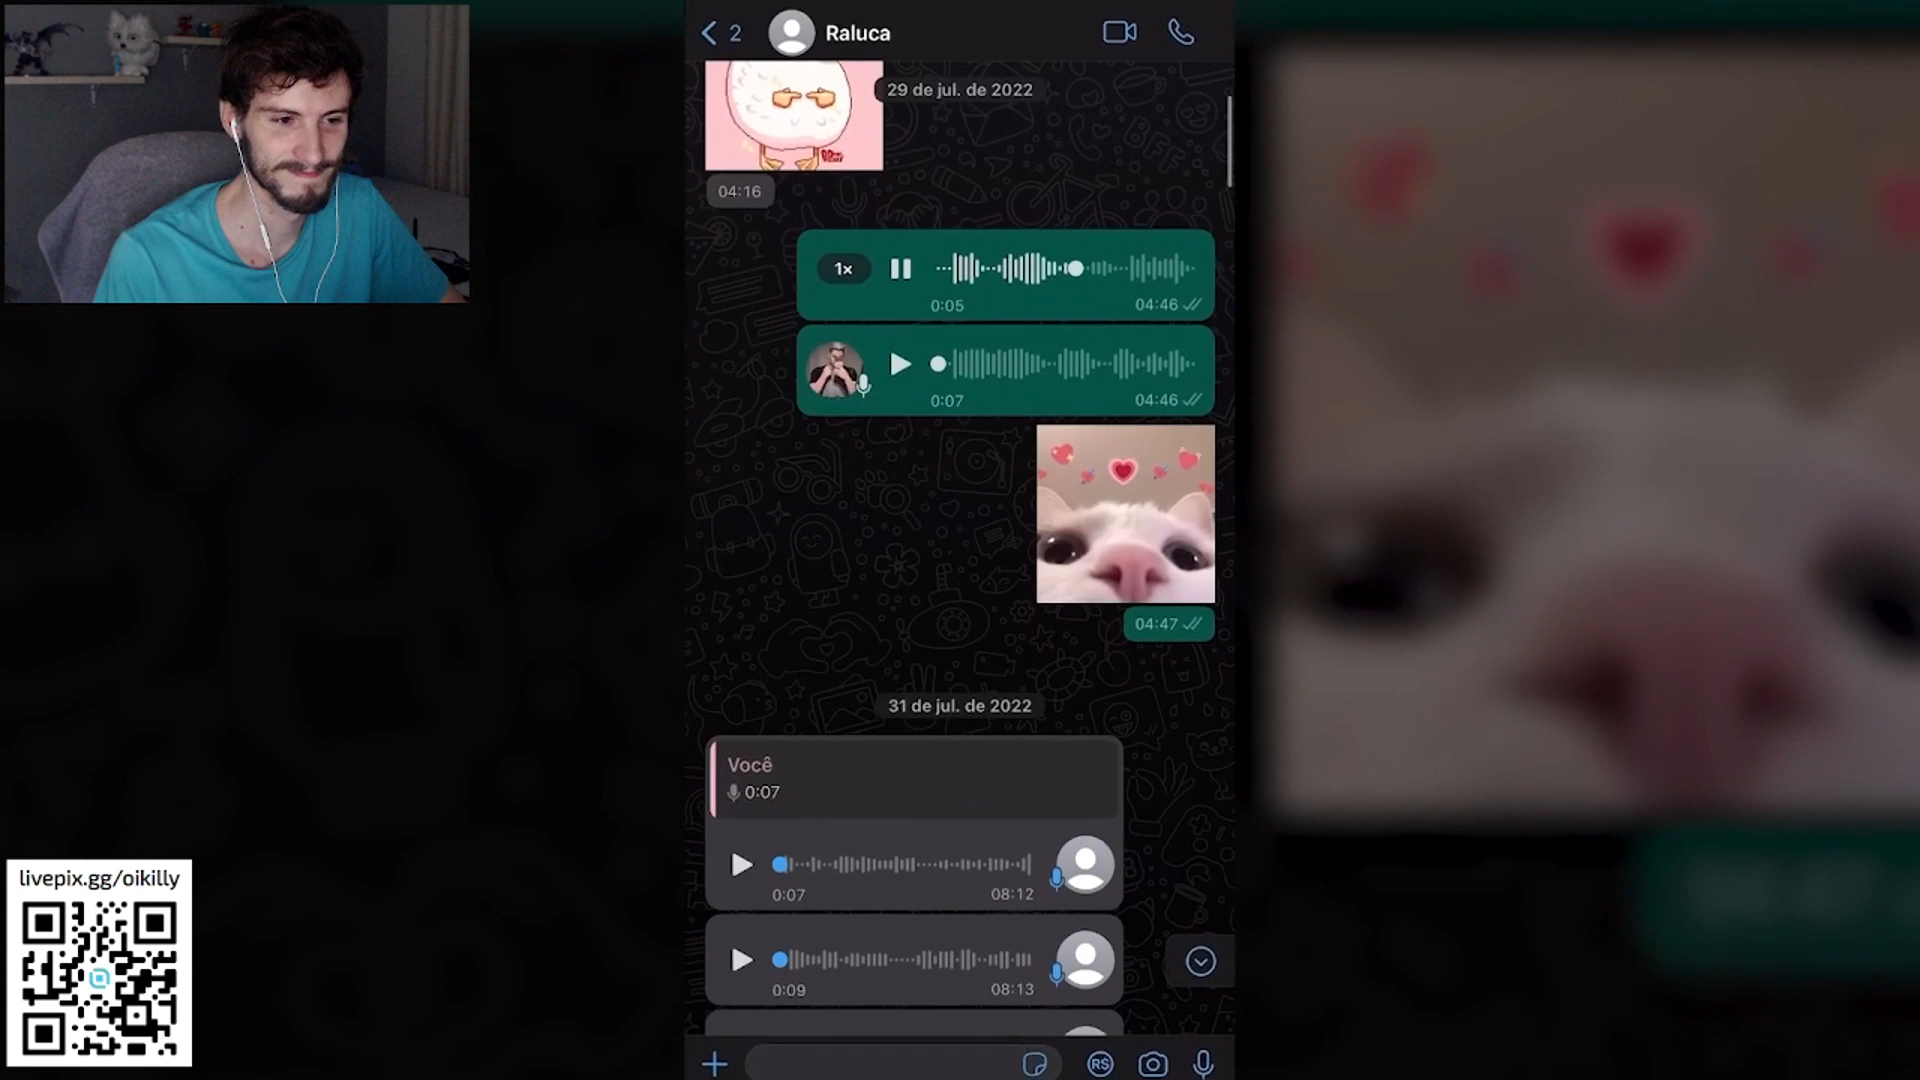 2
Raluca
29 de jul. de 2022
04:16
1x
0:05
04:46
0:07
04:46
04:47
31 de jul. de 2022
Você
0:07
0:07
08:12
0:09
08:13
R$
livepix.gg/oikilly